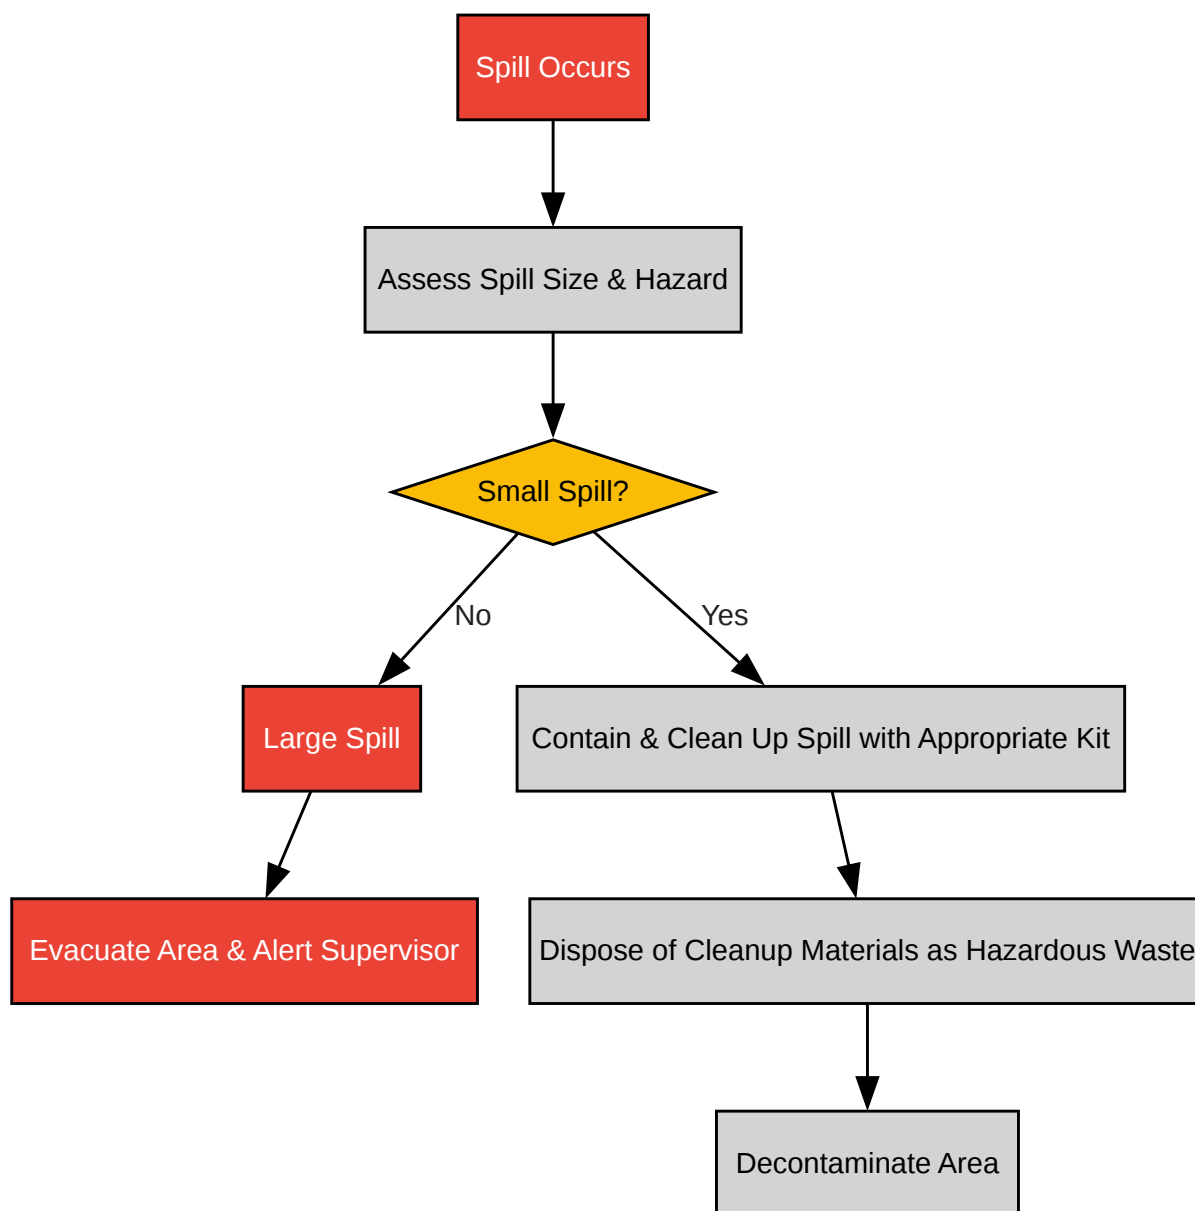 Spill Occurs
Assess Spill Size & Hazard
Small Spill?
No
Yes
Large Spill
Contain & Clean Up Spill with Appropriate Kit
Evacuate Area & Alert Supervisor
Dispose of Cleanup Materials as Hazardous Waste
Decontaminate Area